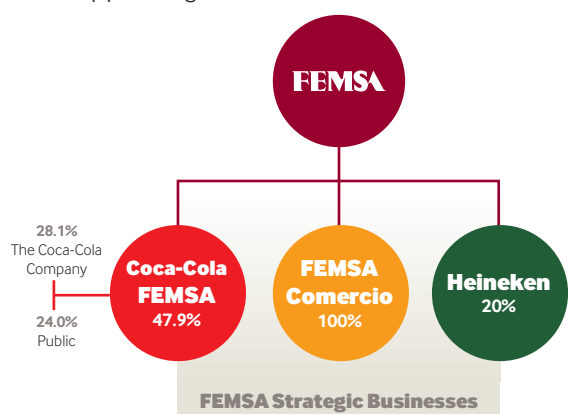 FEMSA
28.1%
The Coca-Cola
Company
24.0%
Public
Coca-Cola
FEMSA
47.9%
FEMSA
Comercio
100%
Heineken
20%
FEMSA Strategic Businesses